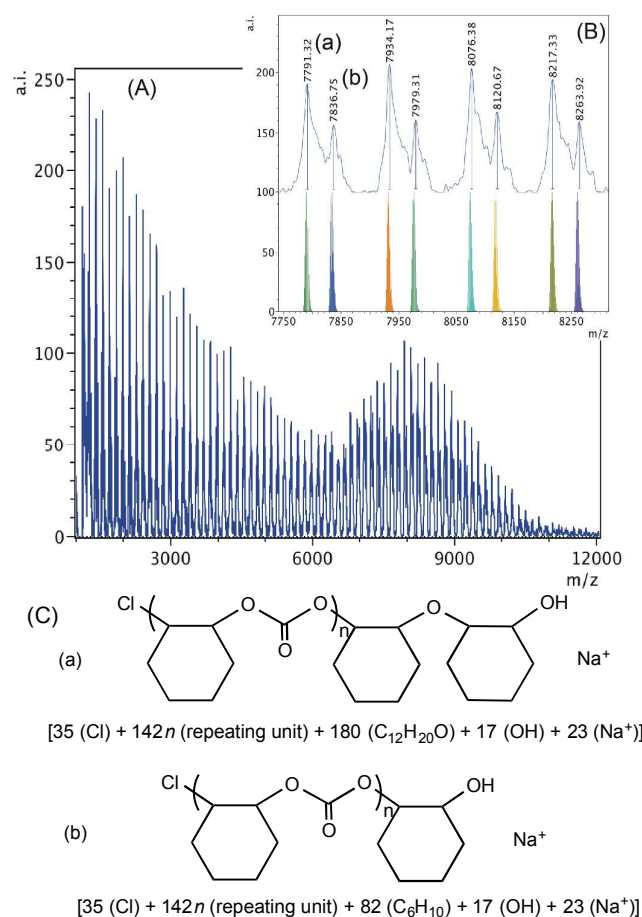 a.i.
250
200
150
100
50
0
(A)
3000
6000
9000
12000
m/z
a.i.
200
150
100
50
0
(B)
(a)
(b)
7791.32
7836.75
7934.17
7979.31
8076.38
8120.67
8217.33
8263.92
7750
7850
7950
8050
8150
8250
m/z
(C)
(a)
Cl
O
O
O
n
O
OH
Na+
[35 (Cl) + 142n (repeating unit) + 180 (C12H20O) + 17 (OH) + 23 (Na+)]
(b)
Cl
O
O
O
n
OH
Na+
[35 (Cl) + 142n (repeating unit) + 82 (C6H10) + 17 (OH) + 23 (Na+)]